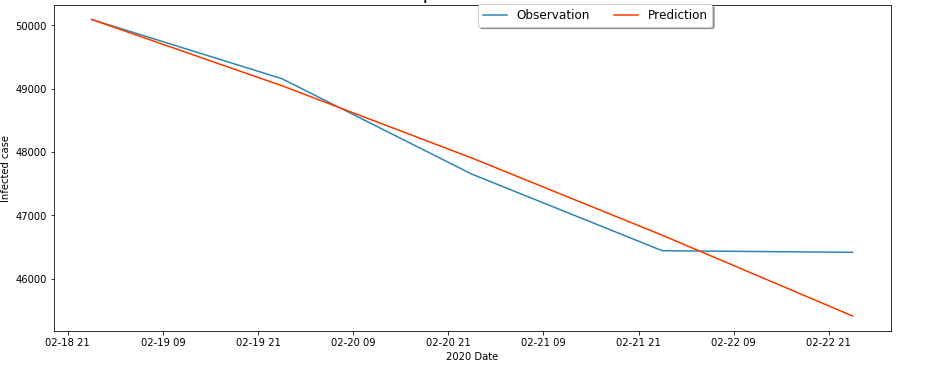 Observation Prediction
50000
49000
48000
47000
46000
Infected case
02-18 21 02-19 09 02-19 21 02-20 09 02-20 21 02-21 09 02-21 21 02-22 09 02-22 21
2020 Date